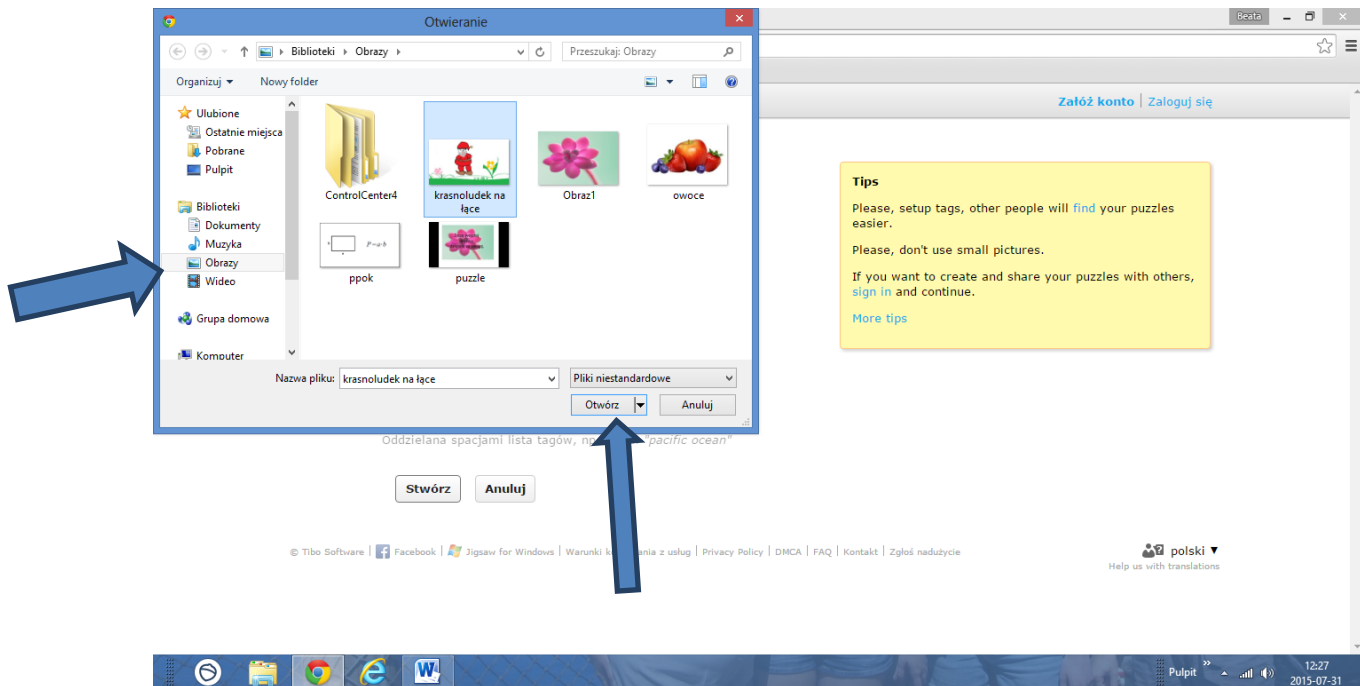 Otwieranie
Beata
Biblioteki Obrazy
Przeszukaj: Obrazy
Organizuj Nowy folder
Załóż konto Zaloguj się
Ulubione
Ostatnie miejsca
Pobrane
Pulpit
Biblioteki
Dokumenty
Muzyka
Obrazy
Wideo
Grupa domowa
Komputer
ControlCenter4
krasnoludek na
łące
Obraz1
owoce
P=a·b
ppok
puzzle
Nazwa pliku: krasnoludek na łące
Pliki niestandardowe
Otwórz Anuluj
Tips
Please, setup tags, other people will find your puzzles
easier.
Please, don't use small pictures.
If you want to create and share your puzzles with others,
sign in and continue.
More tips
Oddzielana spacjami lista tagów, "pacific ocean"
Stwórz Anuluj
© Tibo Software | Facebook | Jigsaw for Windows | Warunki z usług | Privacy Policy | DMCA | FAQ | Kontakt | Zgłoś nadużycie
polski ▼
Help us with translations
Pulpit
12:27
2015-07-31